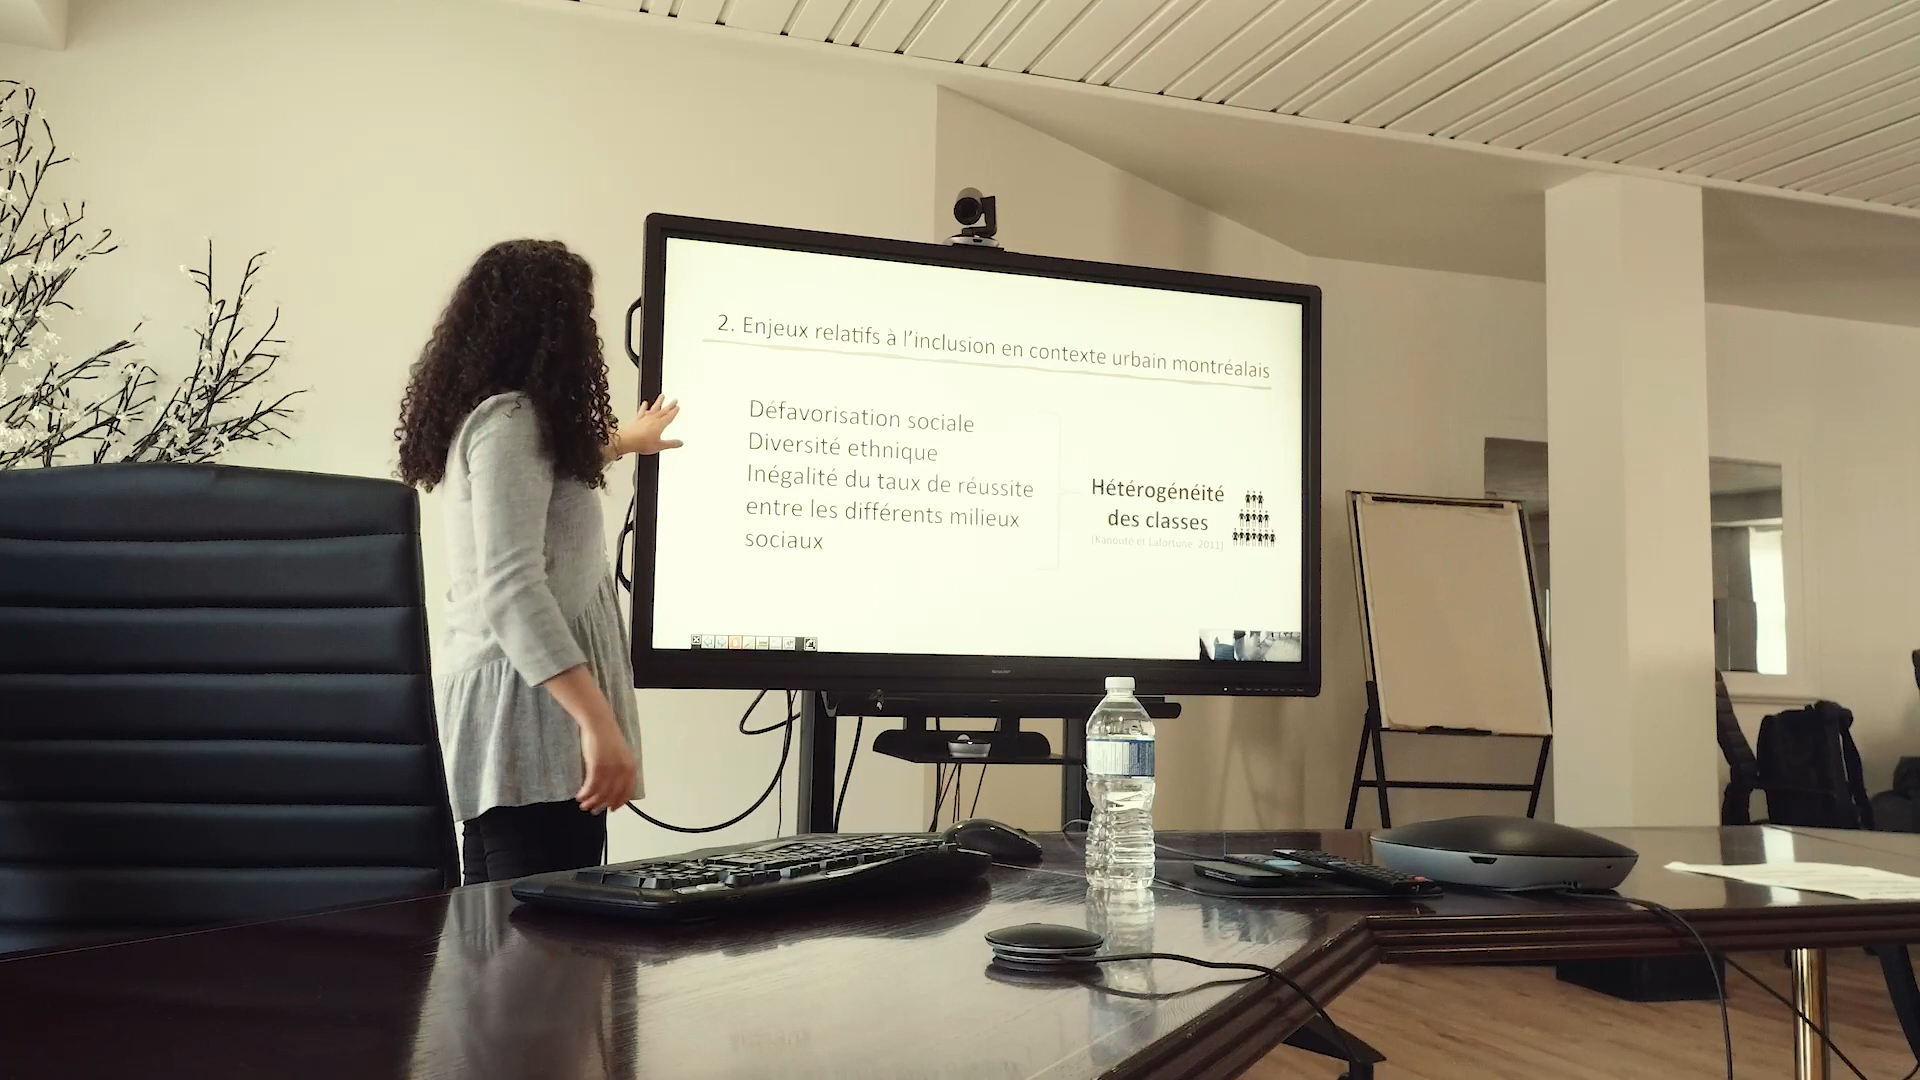 2. Enjeux relatifs à l'inclusion en contexte urbain montréalais
Défavorisation sociale
Diversité ethnique
Inégalité du taux de réussite
entre les différents milieux
sociaux
Hétérogénéité
des classes
(Kanouté et Lafortune, 2011)